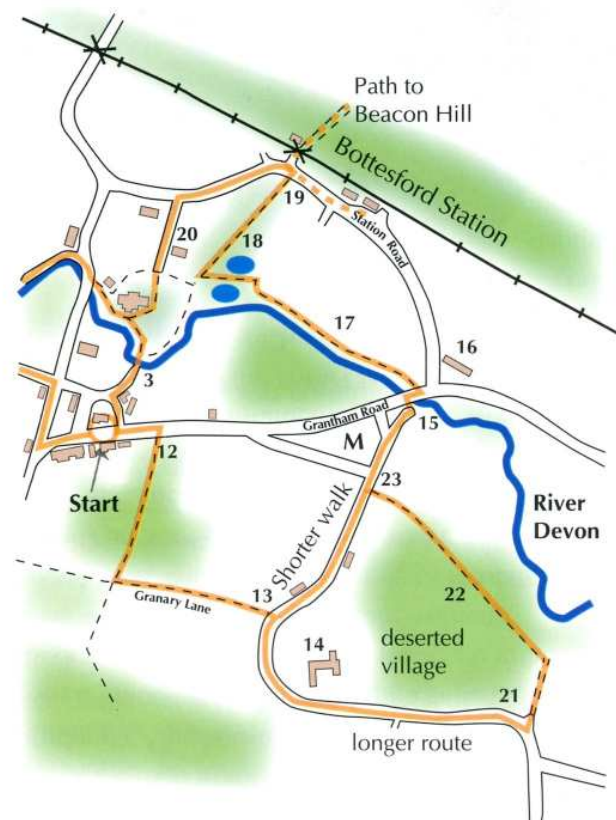 Path to
Beacon Hill
Bottesford Station
19
20
18
Station Road
17
16
3
Grantham Road
15
M
12
23
Start
Shorter walk
River
Devon
22
Granary Lane
13
14
deserted
village
21
longer route